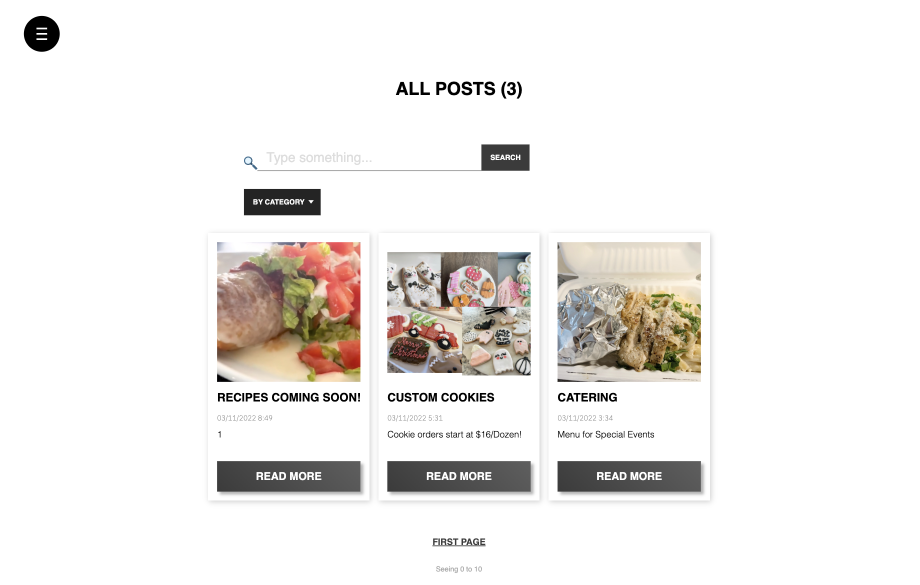 ALL POSTS (3)
Type something...
SEARCH
BY CATEGORY
RECIPES COMING SOON!
03/11/2022 8:49
1
READ MORE
CUSTOM COOKIES
03/11/2022 5:31
Cookie orders start at $16/Dozen!
READ MORE
CATERING
03/11/2022 3:34
Menu for Special Events
READ MORE
FIRST PAGE
Seeing 0 to 10